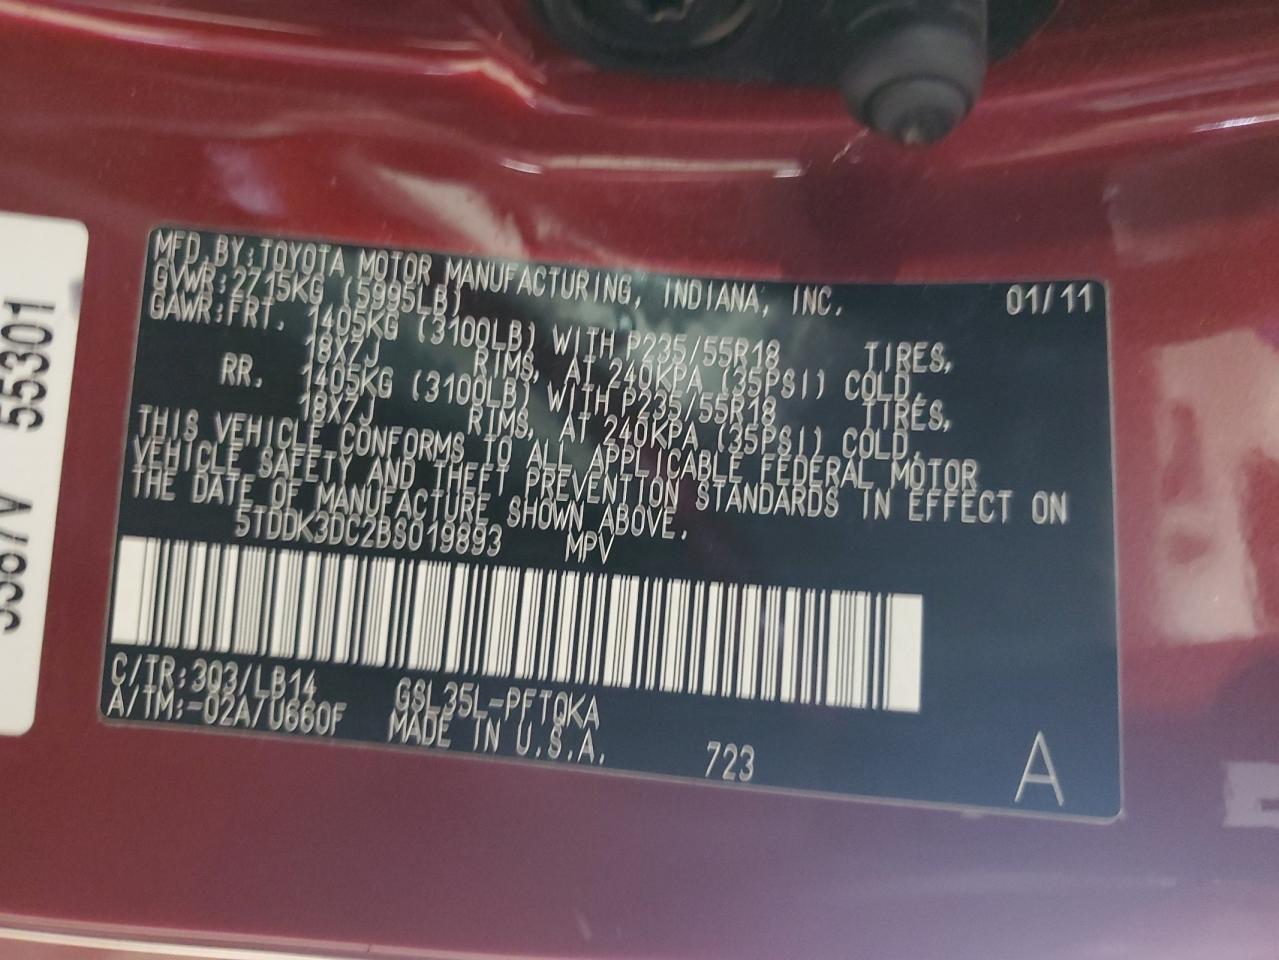 MFD.BY:TOYOTA MOTOR MANUFACTURING, INDIANA, INC. 01/11
GVWR:2715KG (5995LB)
GAWR:FRT. 1405KG (3100LB) WITH P235/55R18 TIRES,
18X7J RIMS, AT 240KPA (35PSI) COLD.
RR. 1405KG (3100LB) WITH P235/55R18 TIRES,
18X7J RIMS, AT 240KPA (35PSI) COLD.
THIS VEHICLE CONFORMS TO ALL APPLICABLE FEDERAL MOTOR
VEHICLE SAFETY AND THEFT PREVENTION STANDARDS IN EFFECT ON
THE DATE OF MANUFACTURE SHOWN ABOVE.
5TDDK3DC2BS019893 MPV
C/TR:3Q3/LB14 GSL35L-PFTQKA
A/TM:-02A/U660F MADE IN U.S.A. 723
A
55301